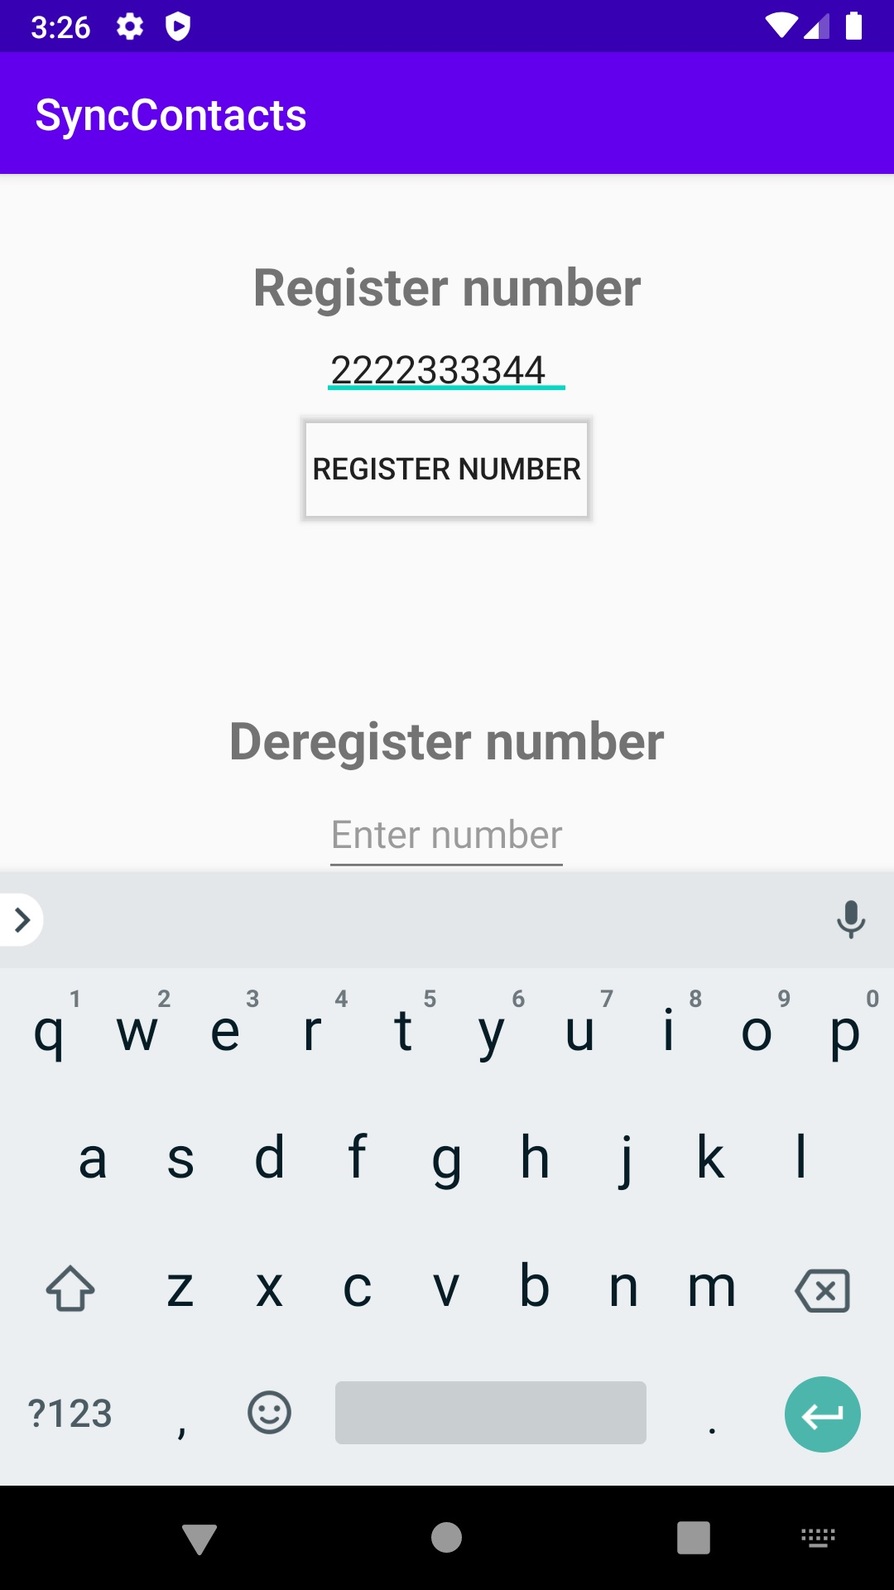 3:26
SyncContacts
Register number
2222333344
REGISTER NUMBER
Deregister number
Enter number
1 2 3 4 5 6 7 8 9 0
q w e r t y u i o p
a s d f g h j k l
z x c v b n m
?123 , .